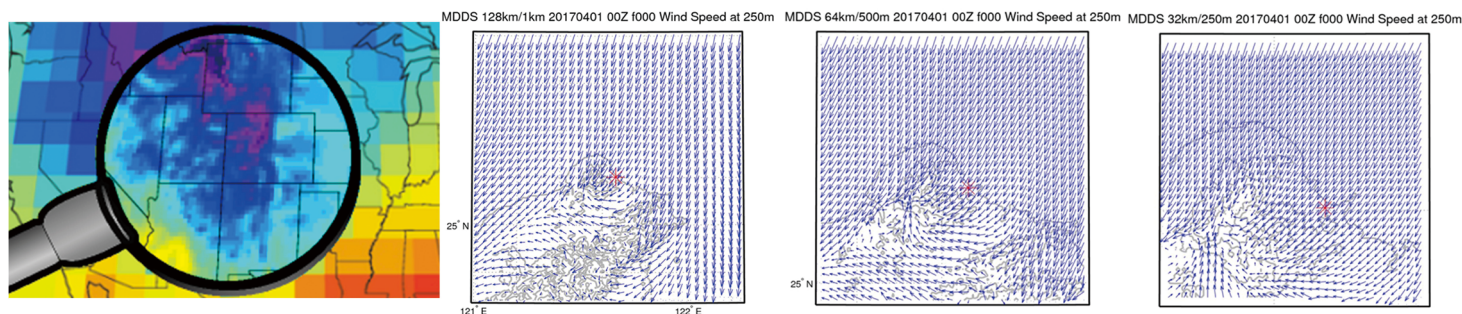 MDDS 128km/1km 20170401 00Z f000 Wind Speed at 250m
MDDS 64km/500m 20170401 00Z f000 Wind Speed at 250m
MDDS 32km/250m 20170401 00Z f000 Wind Speed at 250m
25° N
121° E
122° E
25° N